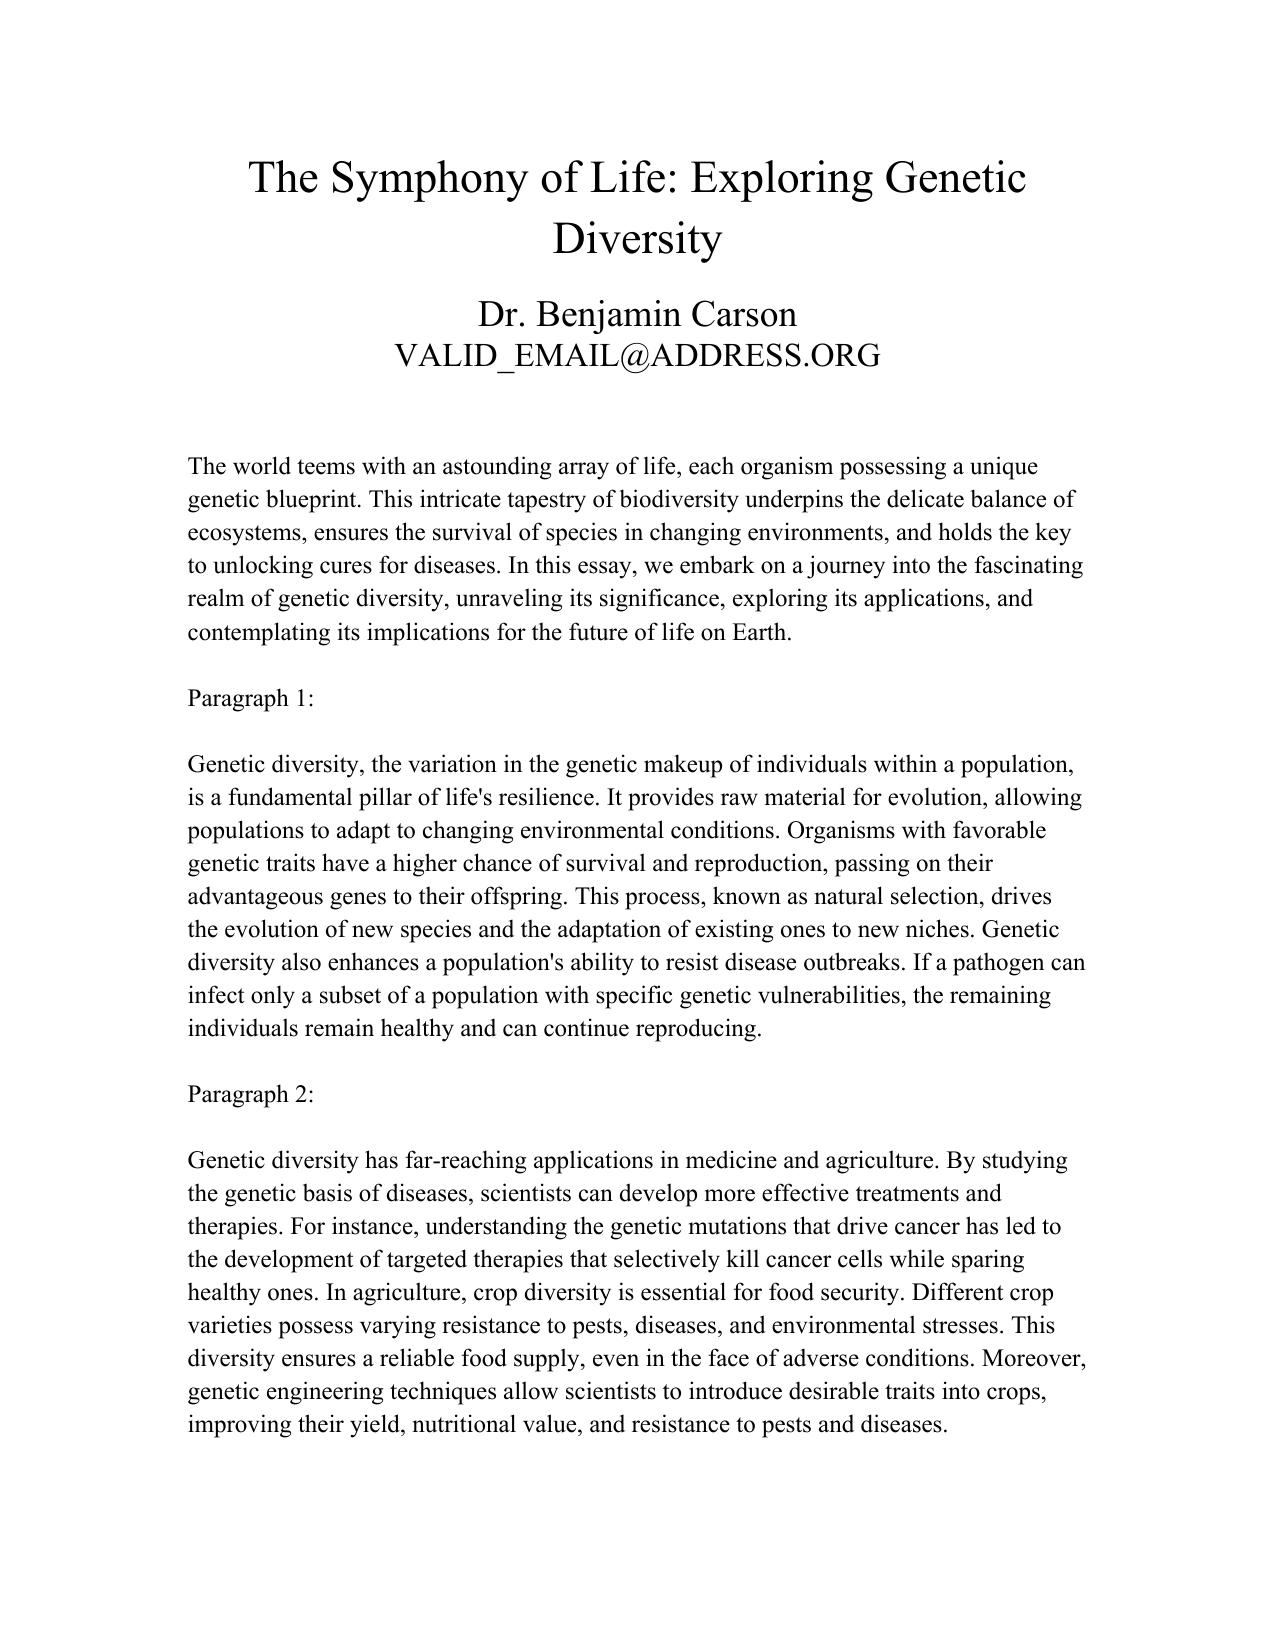 The Symphony of Life: Exploring Genetic
Diversity
Dr. Benjamin Carson
VALID_EMAIL@ADDRESS.ORG
The world teems with an astounding array of life, each organism possessing a unique
genetic blueprint. This intricate tapestry of biodiversity underpins the delicate balance of
ecosystems, ensures the survival of species in changing environments, and holds the key
to unlocking cures for diseases. In this essay, we embark on a journey into the fascinating
realm of genetic diversity, unraveling its significance, exploring its applications, and
contemplating its implications for the future of life on Earth.
Paragraph 1:
Genetic diversity, the variation in the genetic makeup of individuals within a population,
is a fundamental pillar of life's resilience. It provides raw material for evolution, allowing
populations to adapt to changing environmental conditions. Organisms with favorable
genetic traits have a higher chance of survival and reproduction, passing on their
advantageous genes to their offspring. This process, known as natural selection, drives
the evolution of new species and the adaptation of existing ones to new niches. Genetic
diversity also enhances a population's ability to resist disease outbreaks. If a pathogen can
infect only a subset of a population with specific genetic vulnerabilities, the remaining
individuals remain healthy and can continue reproducing.
Paragraph 2:
Genetic diversity has far-reaching applications in medicine and agriculture. By studying
the genetic basis of diseases, scientists can develop more effective treatments and
therapies. For instance, understanding the genetic mutations that drive cancer has led to
the development of targeted therapies that selectively kill cancer cells while sparing
healthy ones. In agriculture, crop diversity is essential for food security. Different crop
varieties possess varying resistance to pests, diseases, and environmental stresses. This
diversity ensures a reliable food supply, even in the face of adverse conditions. Moreover,
genetic engineering techniques allow scientists to introduce desirable traits into crops,
improving their yield, nutritional value, and resistance to pests and diseases.